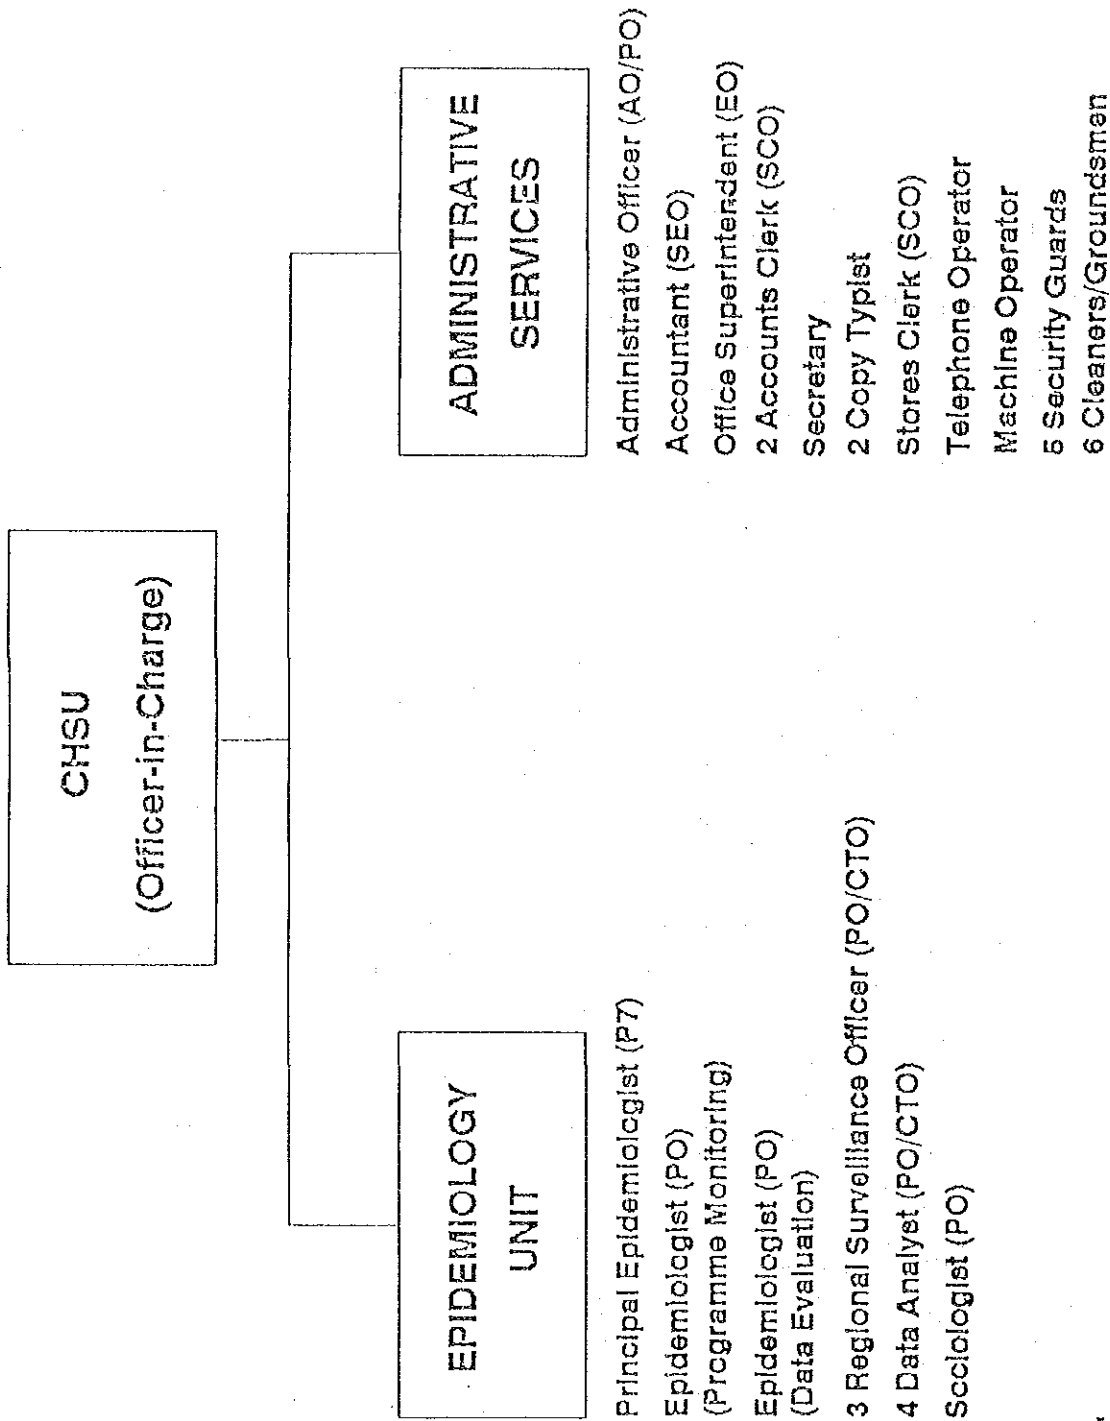 CHSU
(Officer-in-Charge)
EPIDEMIOLOGY
UNIT
Principal Epidemiologist (P7)
Epidemiologist (PO)
(Programme Monitoring)
Epidemiologist (PO)
(Data Evaluation)
3 Regional Surveillance Officer (PO/CTO)
4 Data Analyst (PO/CTO)
Sociologist (PO)
ADMINISTRATIVE
SERVICES
Administrative Officer (AO/PO)
Accountant (SEO)
Office Superintendent (EO)
2 Accounts Clerk (SCO)
Secretary
2 Copy Typist
Stores Clerk (SCO)
Telephone Operator
Machine Operator
5 Security Guards
6 Cleaners/Groundsmen